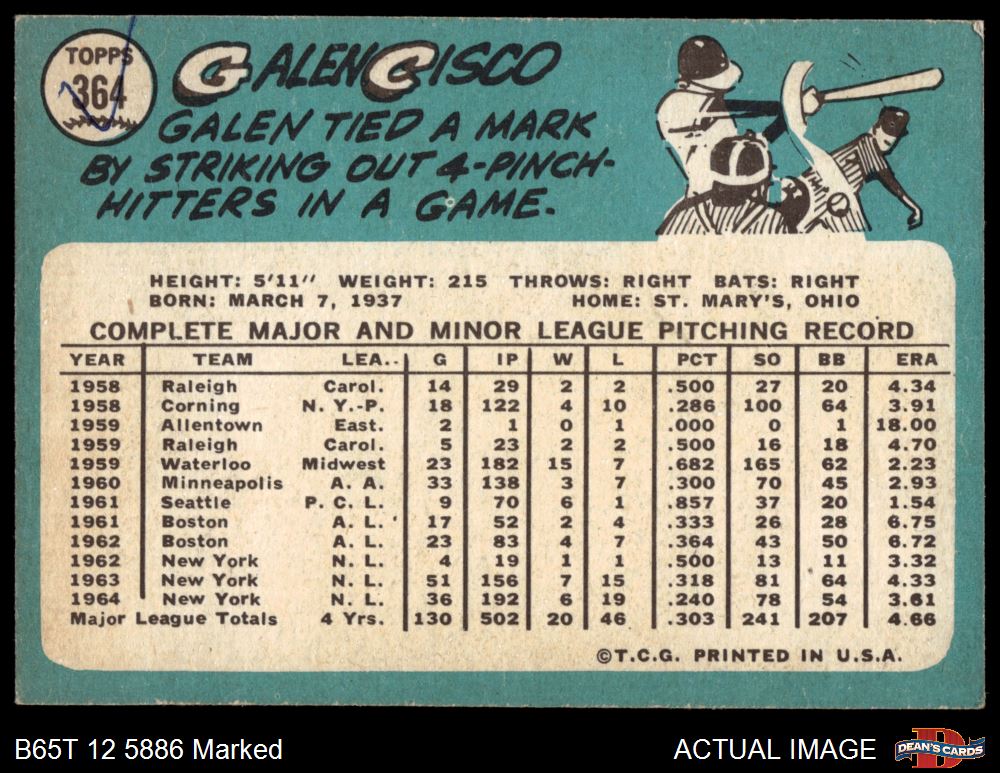 TOPPS
364
GALEN CISCO
GALEN TIED A MARK
BY STRIKING OUT 4-PINCH-
HITTERS IN A GAME.
HEIGHT: 5'11" WEIGHT: 215 THROWS: RIGHT BATS: RIGHT
BORN: MARCH 7, 1937 HOME: ST. MARY'S, OHIO
COMPLETE MAJOR AND MINOR LEAGUE PITCHING RECORD
YEAR TEAM LEA. G IP W L PCT SO BB ERA
1958 Raleigh Carol. 14 29 2 2 .500 27 20 4.34
1958 Corning N. Y.-P. 18 122 4 10 .286 100 64 3.91
1959 Allentown East. 2 1 0 1 .000 0 1 18.00
1959 Raleigh Carol. 5 23 2 2 .500 16 18 4.70
1959 Waterloo Midwest 23 182 15 7 .682 165 62 2.23
1960 Minneapolis A. A. 33 138 3 7 .300 70 45 2.93
1961 Seattle P. C. L. 9 70 6 1 .857 37 20 1.54
1961 Boston A. L. 17 52 2 4 .333 26 28 6.75
1962 Boston A. L. 23 83 4 7 .364 43 50 6.72
1962 New York N. L. 4 19 1 1 .500 13 11 3.32
1963 New York N. L. 51 156 7 15 .318 81 64 4.33
1964 New York N. L. 36 192 6 19 .240 78 54 3.61
Major League Totals 4 Yrs. 130 502 20 46 .303 241 207 4.66
©T.C.G. PRINTED IN U.S.A.
B65T 12 5886 Marked ACTUAL IMAGE DEAN'S CARDS